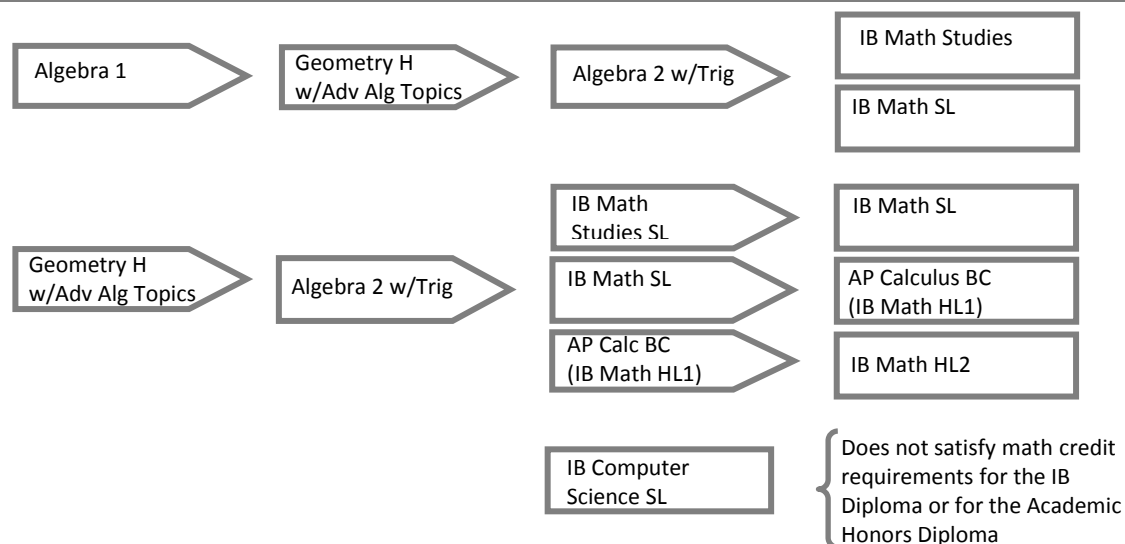 Algebra 1
Geometry H
w/Adv Alg Topics
Algebra 2 w/Trig
IB Math Studies
IB Math SL
Geometry H
w/Adv Alg Topics
Algebra 2 w/Trig
IB Math
Studies SL
IB Math SL
IB Math SL
AP Calculus BC
(IB Math HL1)
AP Calc BC
(IB Math HL1)
IB Math HL2
IB Computer
Science SL
Does not satisfy math credit
requirements for the IB
Diploma or for the Academic
Honors Diploma